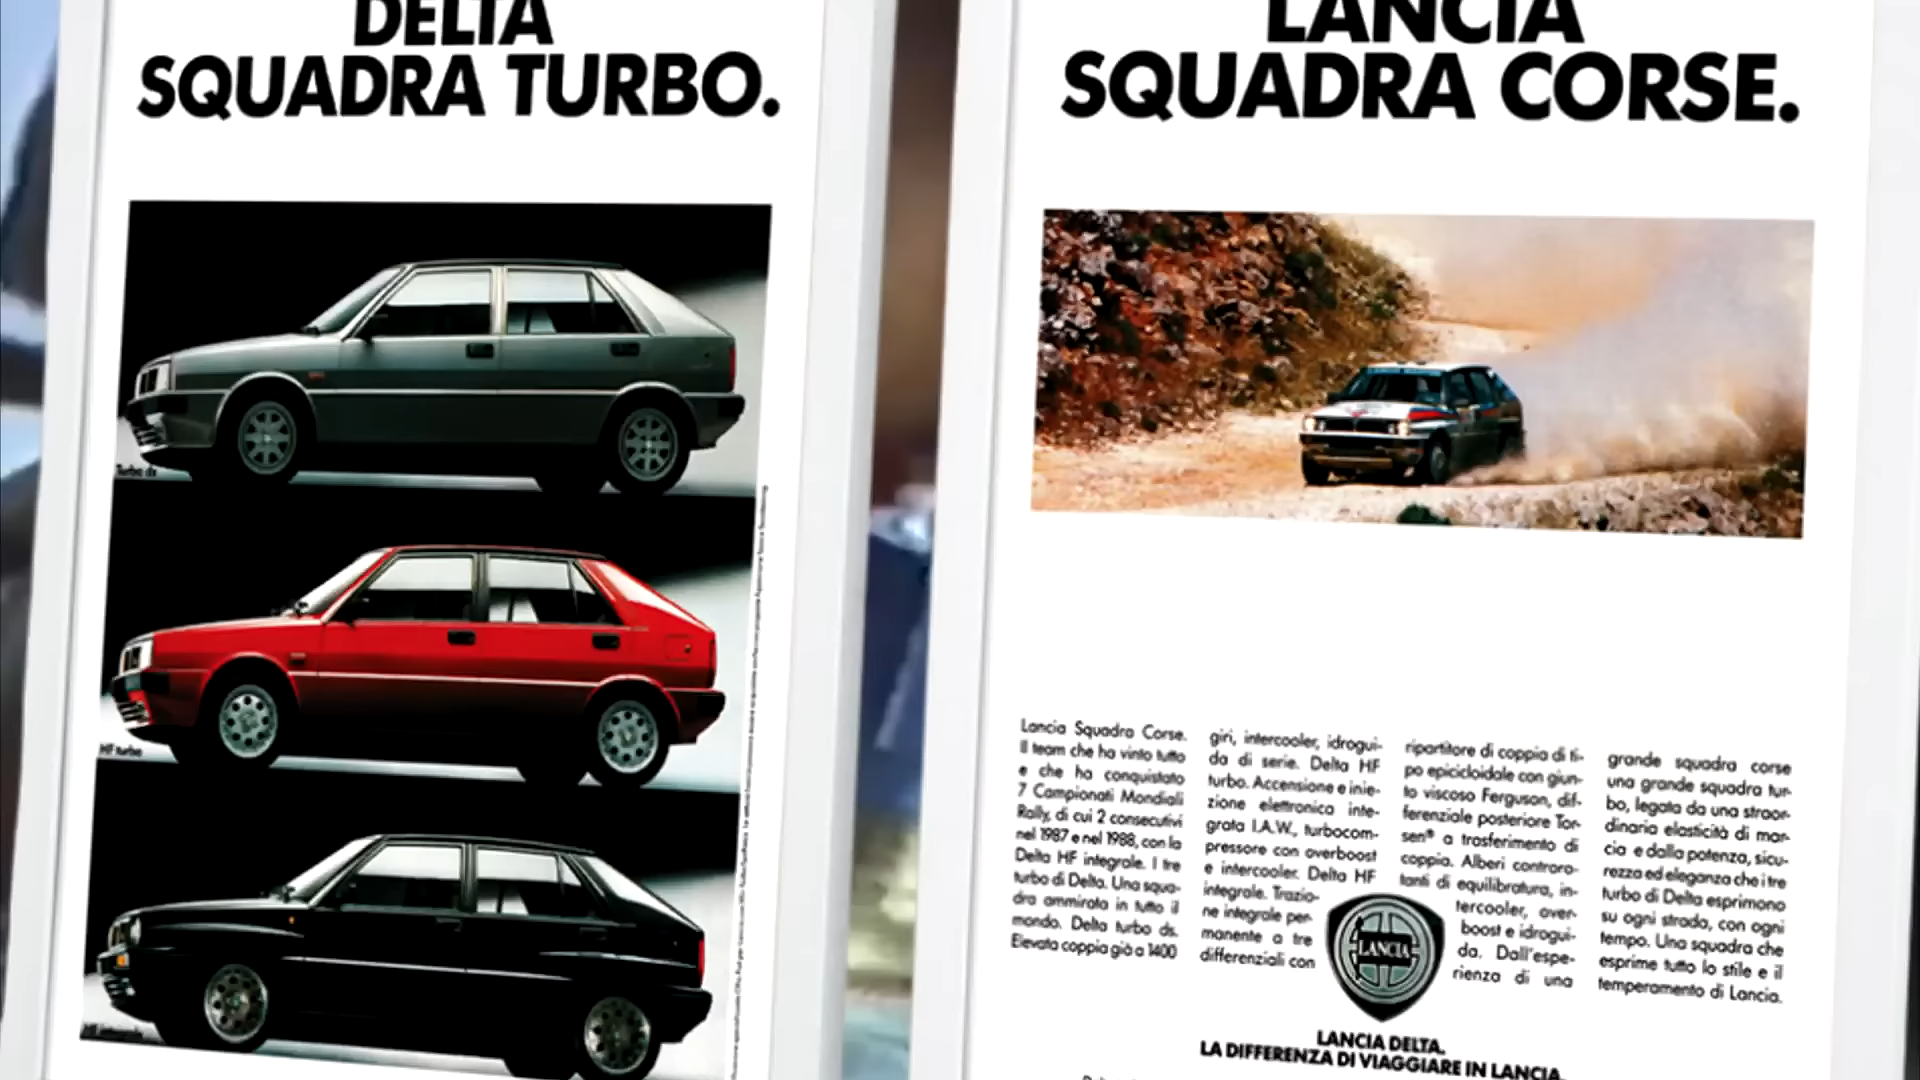 DELTA
SQUADRA TURBO.
Turbo ds
HF turbo
HF integrale
LANCIA
SQUADRA CORSE.
Lancia Squadra Corse.
Il team che ha vinto tutto
e che ha conquistato
7 Campionati Mondiali
Rally, di cui 2 consecutivi
nel 1987 e nel 1988, con la
Delta HF integrale. I tre
turbo di Delta. Una squa-
dra ammirata in tutto il
mondo. Delta turbo ds.
Elevata coppia già a 1400
giri, intercooler, idrogui-
da di serie. Delta HF
turbo. Accensione e inie-
zione elettronica inte-
grata I.A.W., turbocom-
pressore con overboost
e intercooler. Delta HF
integrale. Trazio-
ne integrale per-
manente a tre
differenziali con
ripartitore di coppia di ti-
po epicicloidale con giun-
to viscoso Ferguson, dif-
ferenziale posteriore Tor-
sen® a trasferimento di
coppia. Alberi controro-
tanti di equilibratura, in-
tercooler, over-
boost e idrogui-
da. Dall'espe-
rienza di una
grande squadra corse
una grande squadra tur-
bo, legata da una straor-
dinaria elasticità di mar-
cia e dalla potenza, sicu-
rezza ed eleganza che i tre
turbo di Delta esprimono
su ogni strada, con ogni
tempo. Una squadra che
esprime tutto lo stile e il
temperamento di Lancia.
LANCIA
LANCIA DELTA.
LA DIFFERENZA DI VIAGGIARE IN LANCIA.